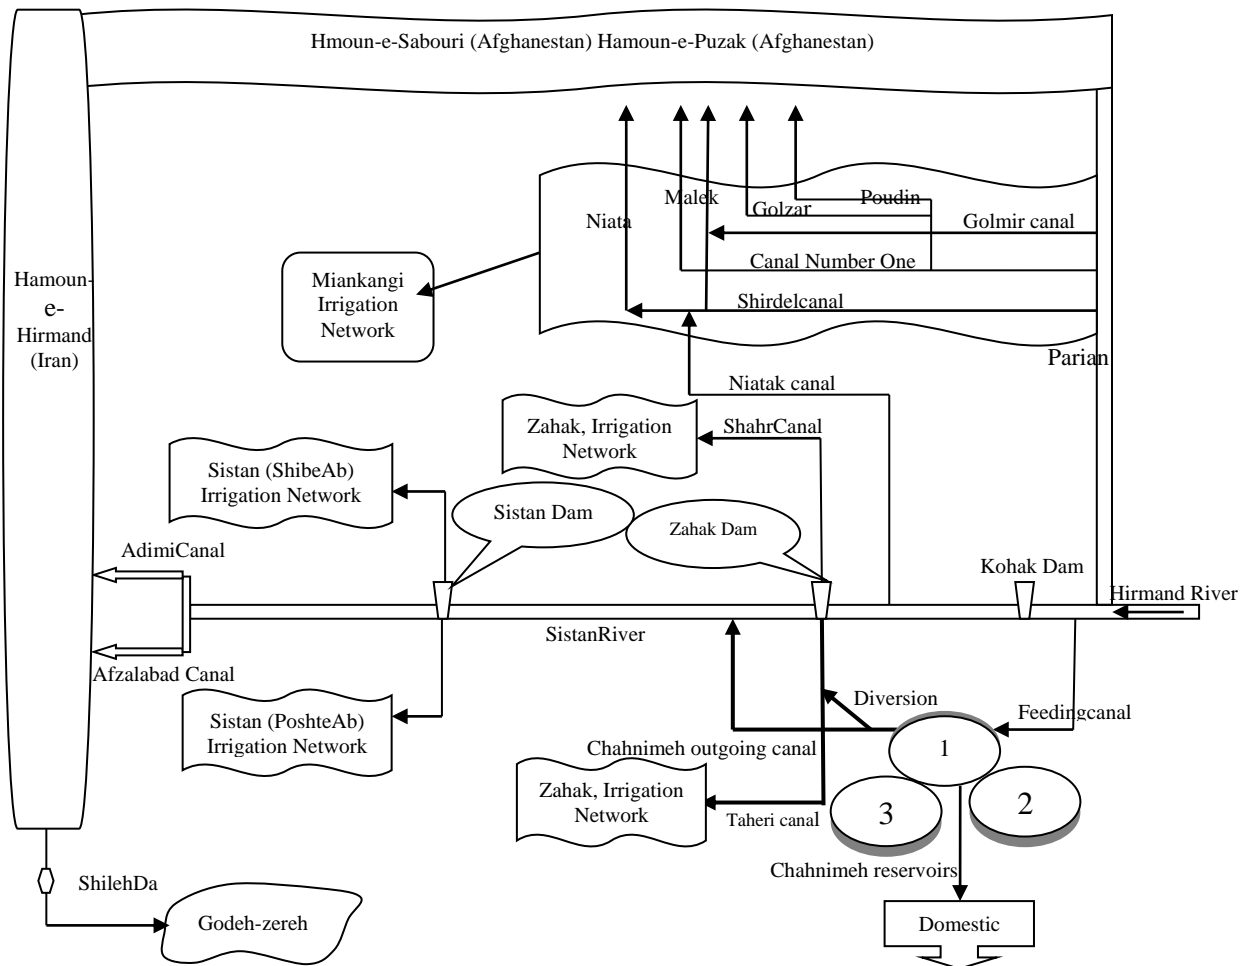 Hmoun-e-Sabouri (Afghanestan) Hamoun-e-Puzak (Afghanestan)
Malek
Poudin
Golzar
Niata
Golmir canal
Canal Number One
Shirdelcanal
Hamoun-
e-
Hirmand
(Iran)
Miankangi
Irrigation
Network
Parian
Niatak canal
Zahak, Irrigation
Network
ShahrCanal
Sistan (ShibeAb)
Irrigation Network
Sistan Dam
Zahak Dam
AdimiCanal
Kohak Dam
Hirmand River
SistanRiver
Afzalabad Canal
Sistan (PoshteAb)
Irrigation Network
Diversion
Feedingcanal
Chahnimeh outgoing canal
1
2
3
Zahak, Irrigation
Network
Taheri canal
Chahnimeh reservoirs
ShilehDa
Godeh-zereh
Domestic